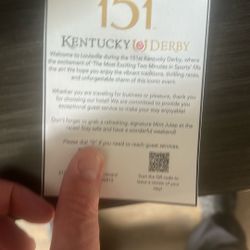 151
KENTUCKY DERBY
Welcome to Louisville during the 151st Kentucky Derby, where
the excitement of "The Most Exciting Two Minutes in Sports" fills
the air! We hope you enjoy the vibrant traditions, thrilling races,
and unforgettable charm of this iconic event.
Whether you are traveling for business or pleasure, thank you
for choosing our hotel! We are committed to provide you
exceptional guest service to make your stay enjoyable!
Don't forget to grab a refreshing, signature Mint Julep at the
races! Stay safe and have a wonderful weekend!
Please dial "0" if you need to reach guest services.
Scan the QR code to
leave a review of your
stay!